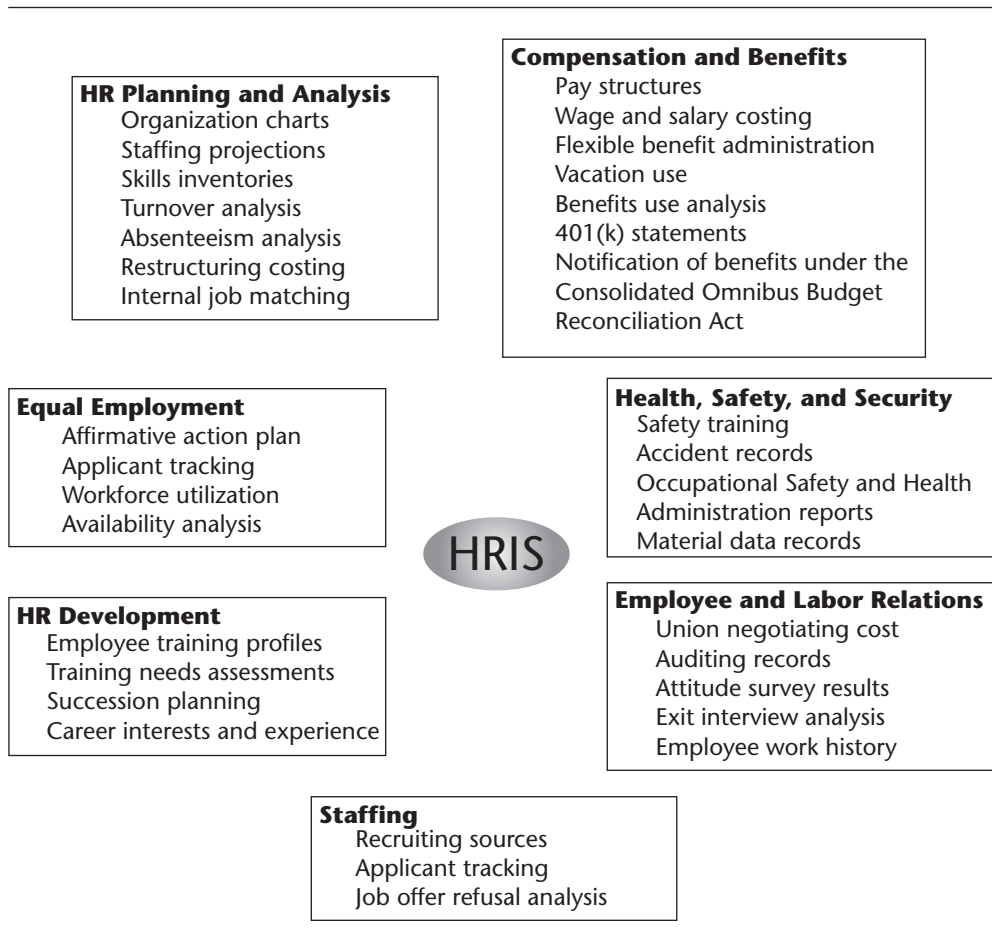 HR Planning and Analysis
Organization charts
Staffing projections
Skills inventories
Turnover analysis
Absenteeism analysis
Restructuring costing
Internal job matching
Compensation and Benefits
Pay structures
Wage and salary costing
Flexible benefit administration
Vacation use
Benefits use analysis
401(k) statements
Notification of benefits under the
Consolidated Omnibus Budget
Reconciliation Act
Equal Employment
Affirmative action plan
Applicant tracking
Workforce utilization
Availability analysis
Health, Safety, and Security
Safety training
Accident records
Occupational Safety and Health
Administration reports
Material data records
HRIS
HR Development
Employee training profiles
Training needs assessments
Succession planning
Career interests and experience
Employee and Labor Relations
Union negotiating cost
Auditing records
Attitude survey results
Exit interview analysis
Employee work history
Staffing
Recruiting sources
Applicant tracking
Job offer refusal analysis